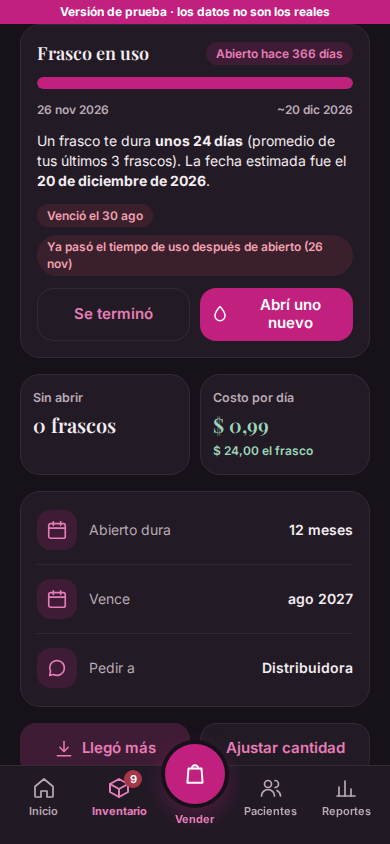 Versión de prueba · los datos no son los reales
Frasco en uso
Abierto hace 366 días
26 nov 2026
~20 dic 2026
Un frasco te dura unos 24 días (promedio de
tus últimos 3 frascos). La fecha estimada fue el
20 de diciembre de 2026.
Venció el 30 ago
Ya pasó el tiempo de uso después de abierto (26
nov)
Se terminó
Abrí uno
nuevo
Sin abrir
0 frascos
Costo por día
$ 0,99
$ 24,00 el frasco
Abierto dura
12 meses
Vence
ago 2027
Pedir a
Distribuidora
Llegó más
Ajustar cantidad
Inicio
9
Inventario
Vender
Pacientes
Reportes